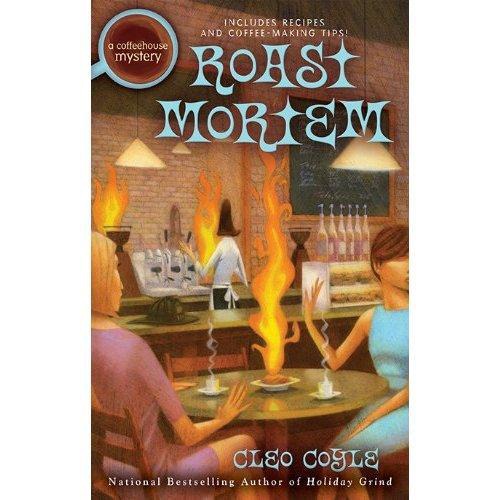 INCLUDES RECIPES
AND COFFEE-MAKING TIPS!
a coffeehouse
mystery
ROAST
MORTEM
CLEO COYLE
National Bestselling Author of Holiday Grind